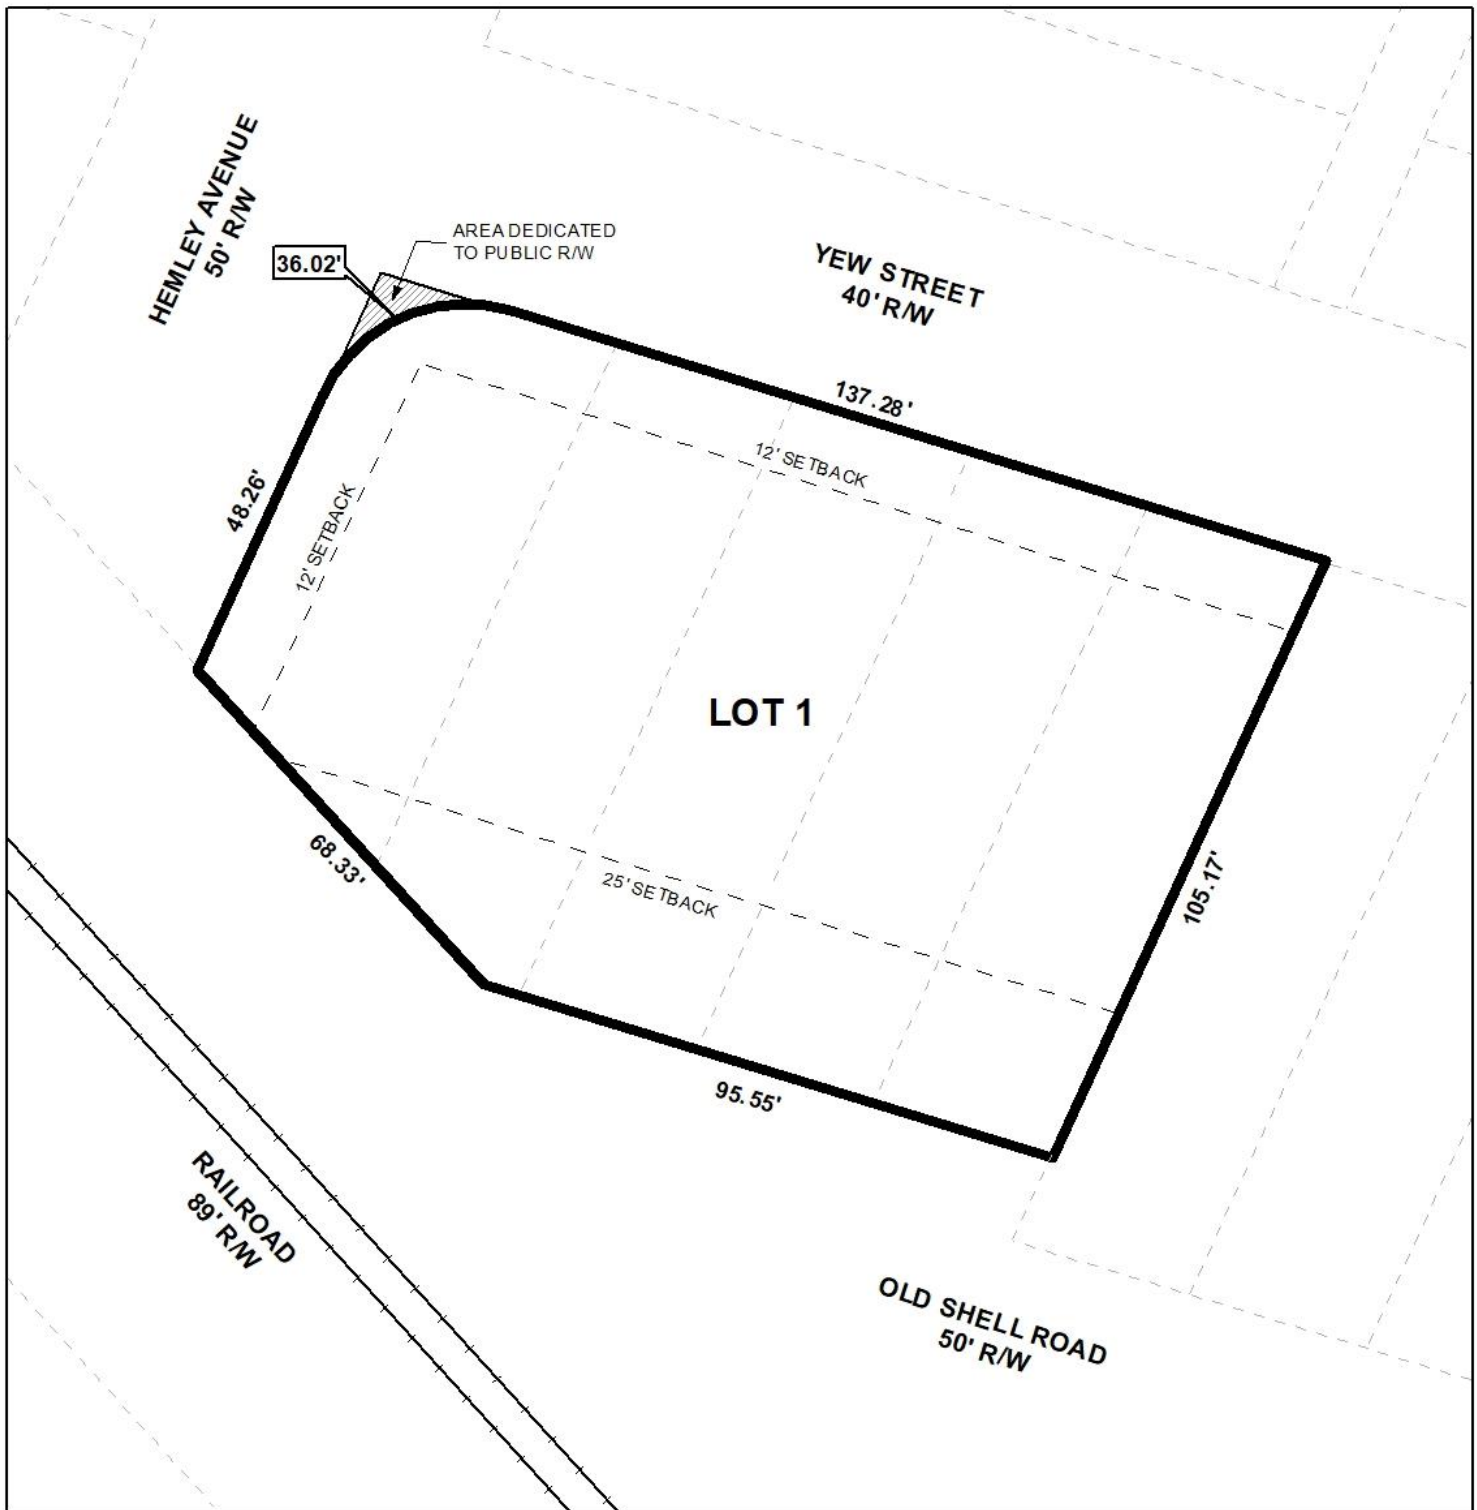 HEMLEY AVENUE
50' R/W
36.02'
AREA DEDICATED
TO PUBLIC R/W
YEW STREET
40' R/W
137.28'
12' SETBACK
48.26'
12' SETBACK
LOT 1
68.33'
25' SETBACK
105.17'
95.55'
RAILROAD
89' R/W
OLD SHELL ROAD
50' R/W